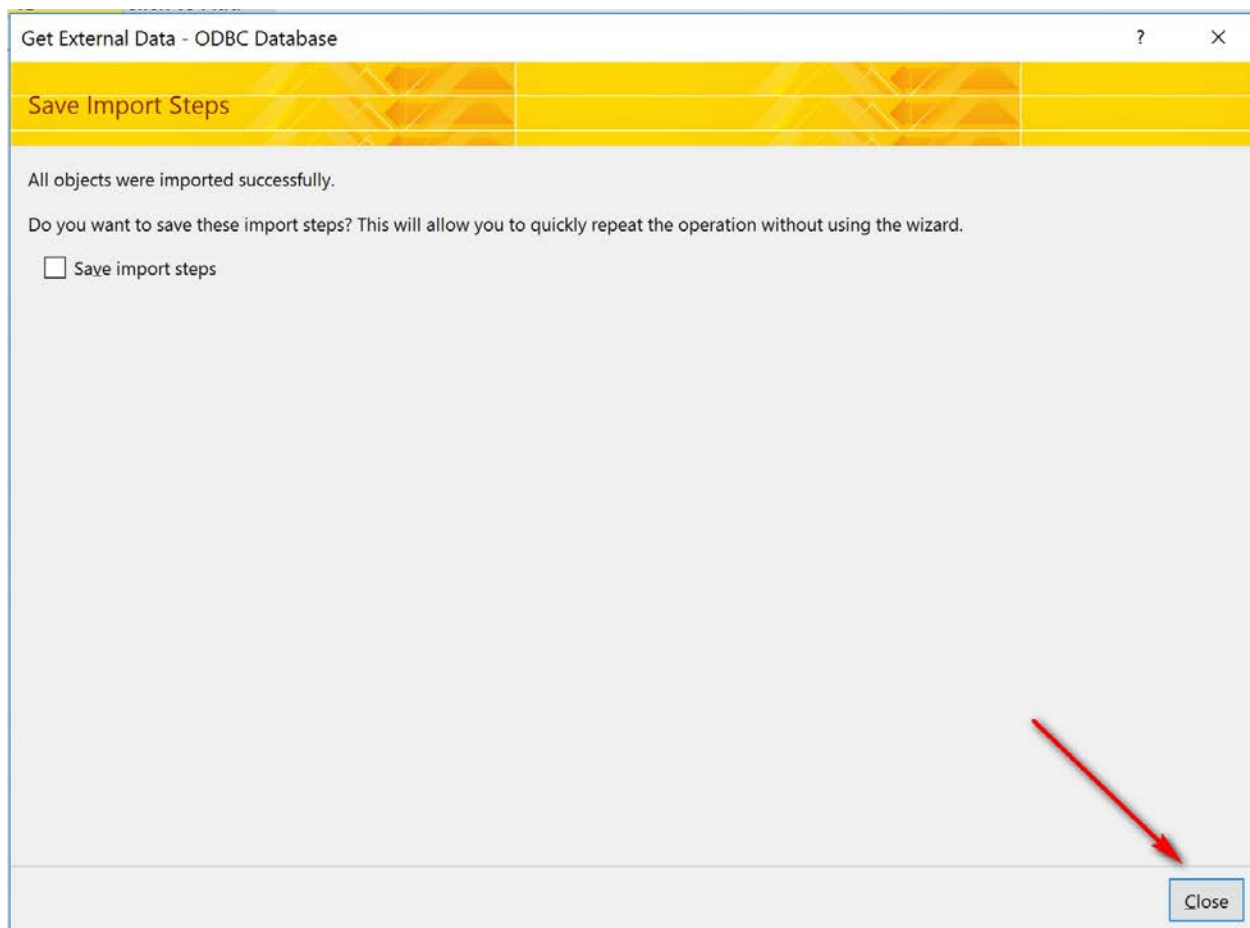 Get External Data - ODBC Database
Save Import Steps
All objects were imported successfully.
Do you want to save these import steps? This will allow you to quickly repeat the operation without using the wizard.
Save import steps
Close